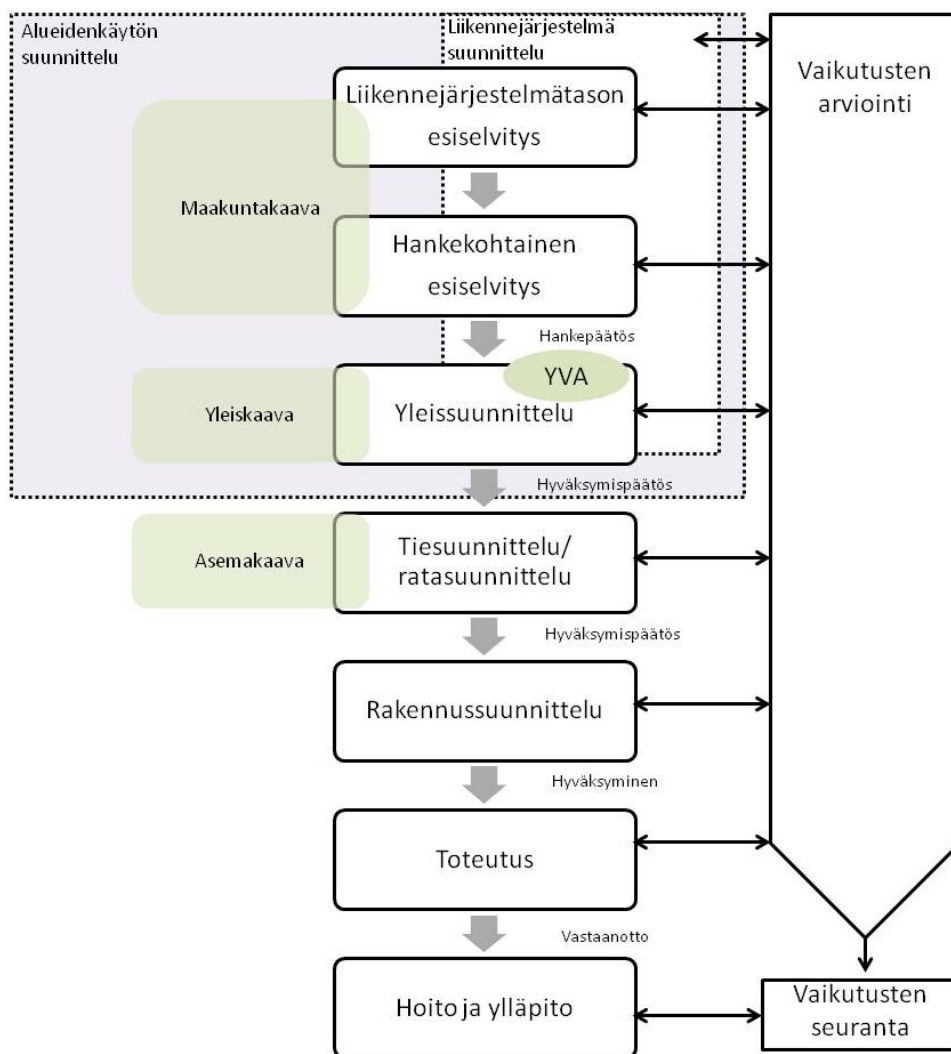 Alueidenkäytön
suunnittelu
Liikennejärjestelmä
suunnittelu
Vaikutusten
arviointi
Liikennejärjestelmätason
esiselvitys
Maakuntakaava
Hankekohtainen
esiselvitys
Hankepäätös
YVA
Yleiskaava
Yleissuunnittelu
Hyväksymispäätös
Asemakaava
Tiesuunnittelu/
ratasuunnittelu
Hyväksymispäätös
Rakennussuunnittelu
Hyväksyminen
Toteutus
Vastaanotto
Hoito ja ylläpito
Vaikutusten
seuranta